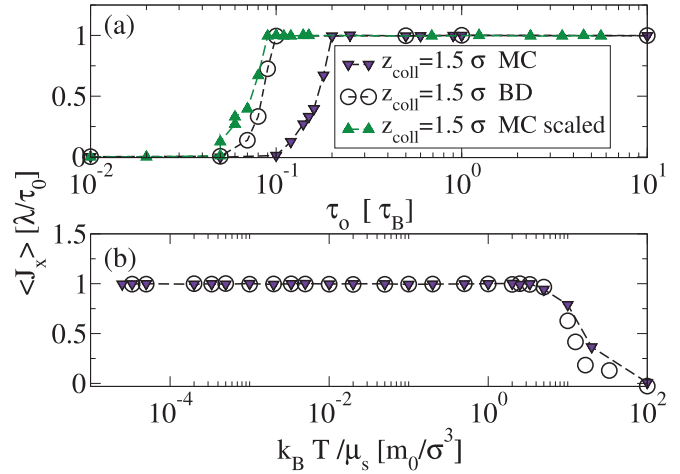 (a)
1
0.5
0
z_coll=1.5 σ MC
z_coll=1.5 σ BD
z_coll=1.5 σ MC scaled
10^-2 10^-1 10^0 10^1
τ_o [ τ_B]
<J_x> [λ/τ_0]
(b)
1.5
1
0.5
0
10^-4 10^-2 10^0 10^2
k_B T /μ_s [m_0/σ^3]